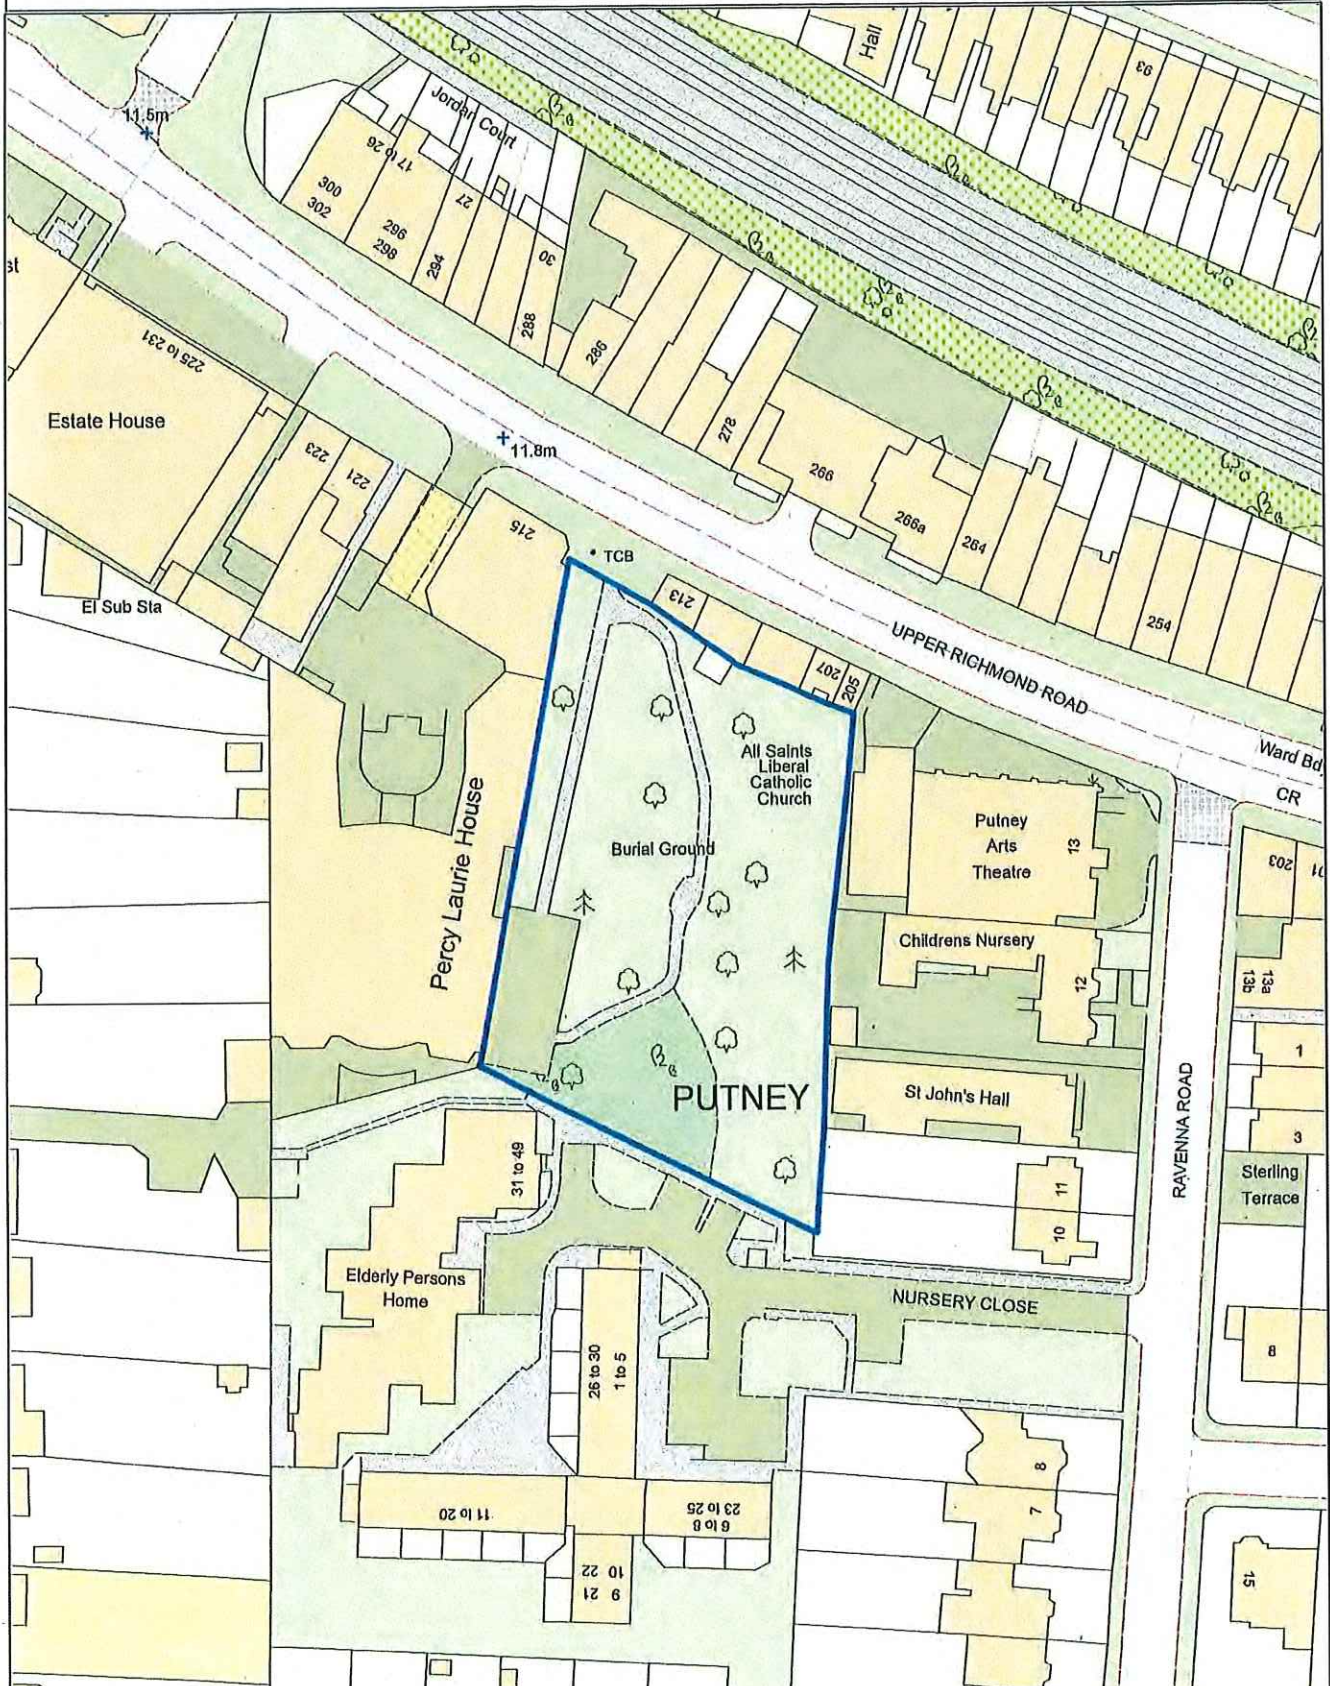 Hall
93
11.5m
Jordan Court
17 to 26
300
302
27
296
298
294
30
288
286
st
225 to 231
Estate House
223
221
278
11.8m
266
266a
264
254
215
TCB
El Sub Sta
213
207
205
UPPER RICHMOND ROAD
Ward Bd
CR
All Saints
Liberal
Catholic
Church
Percy Laurie House
Burial Ground
Putney
Arts
Theatre
13
203
Childrens Nursery
12
13a
13b
1
PUTNEY
St John's Hall
3
RAVENNA ROAD
Sterling
Terrace
31 to 49
11
10
Elderly Persons
Home
NURSERY CLOSE
26 to 30
1 to 5
8
8
7
11 to 20
6 to 8
23 to 25
10 22
9 21
15